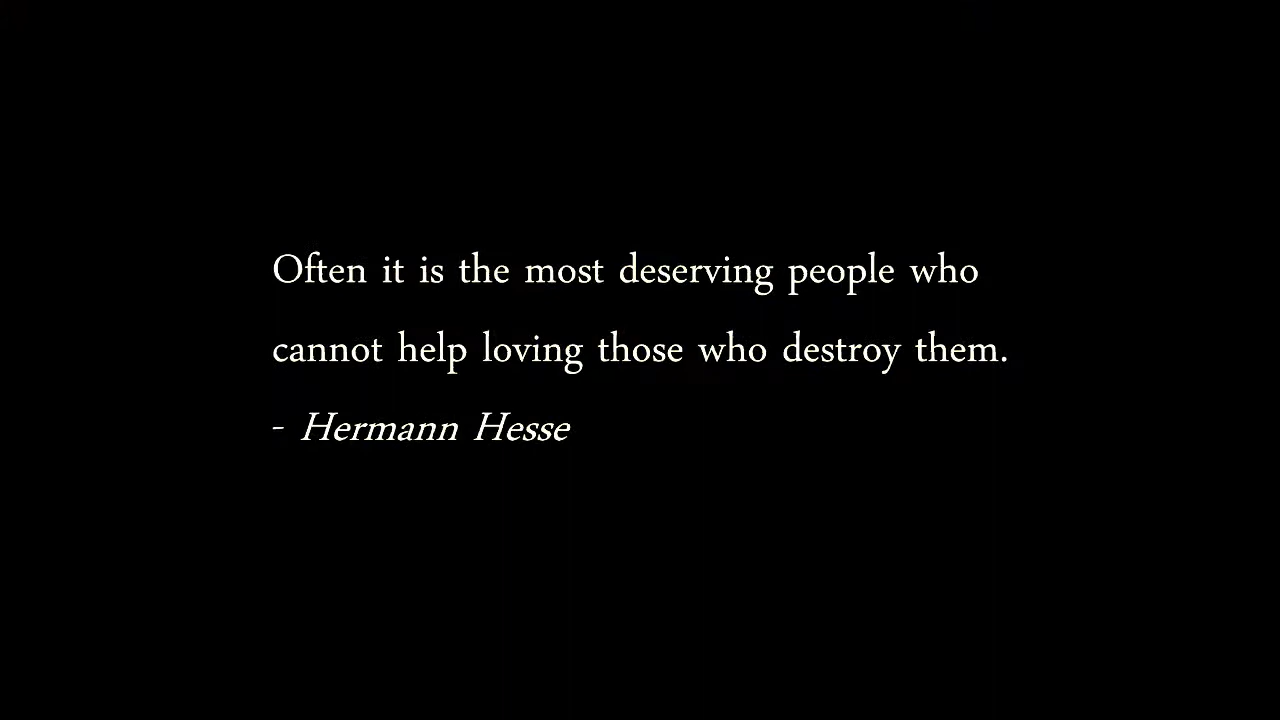 Often it is the most deserving people who
cannot help loving those who destroy them.
- Hermann Hesse